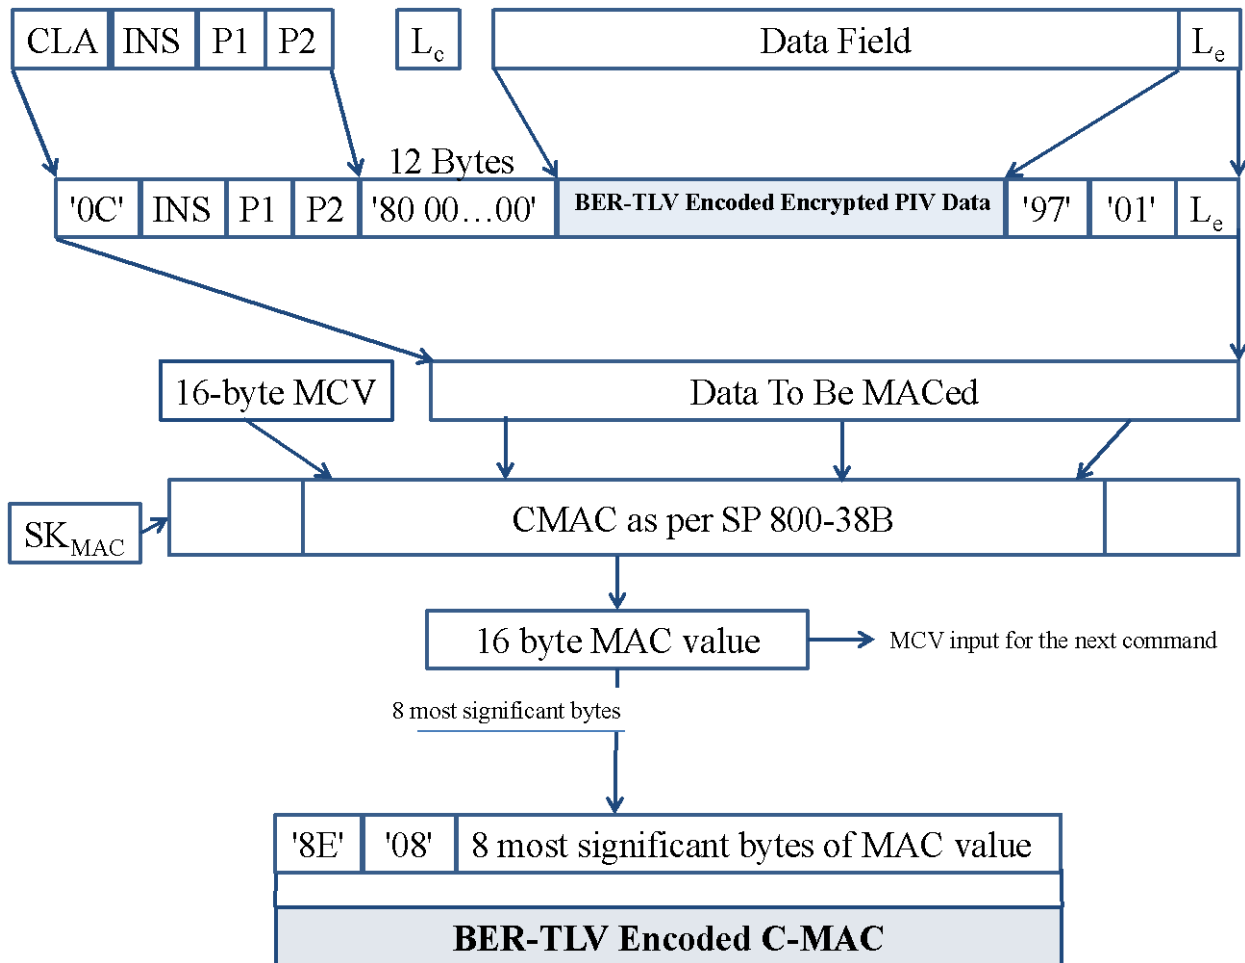 CLA INS P1 P2 Lc Data Field Le
12 Bytes
'0C' INS P1 P2 '80 00...00' BER-TLV Encoded Encrypted PIV Data '97' '01' Le
16-byte MCV Data To Be MACed
SKMAC CMAC as per SP 800-38B
16 byte MAC value MCV input for the next command
8 most significant bytes
'8E' '08' 8 most significant bytes of MAC value
BER-TLV Encoded C-MAC